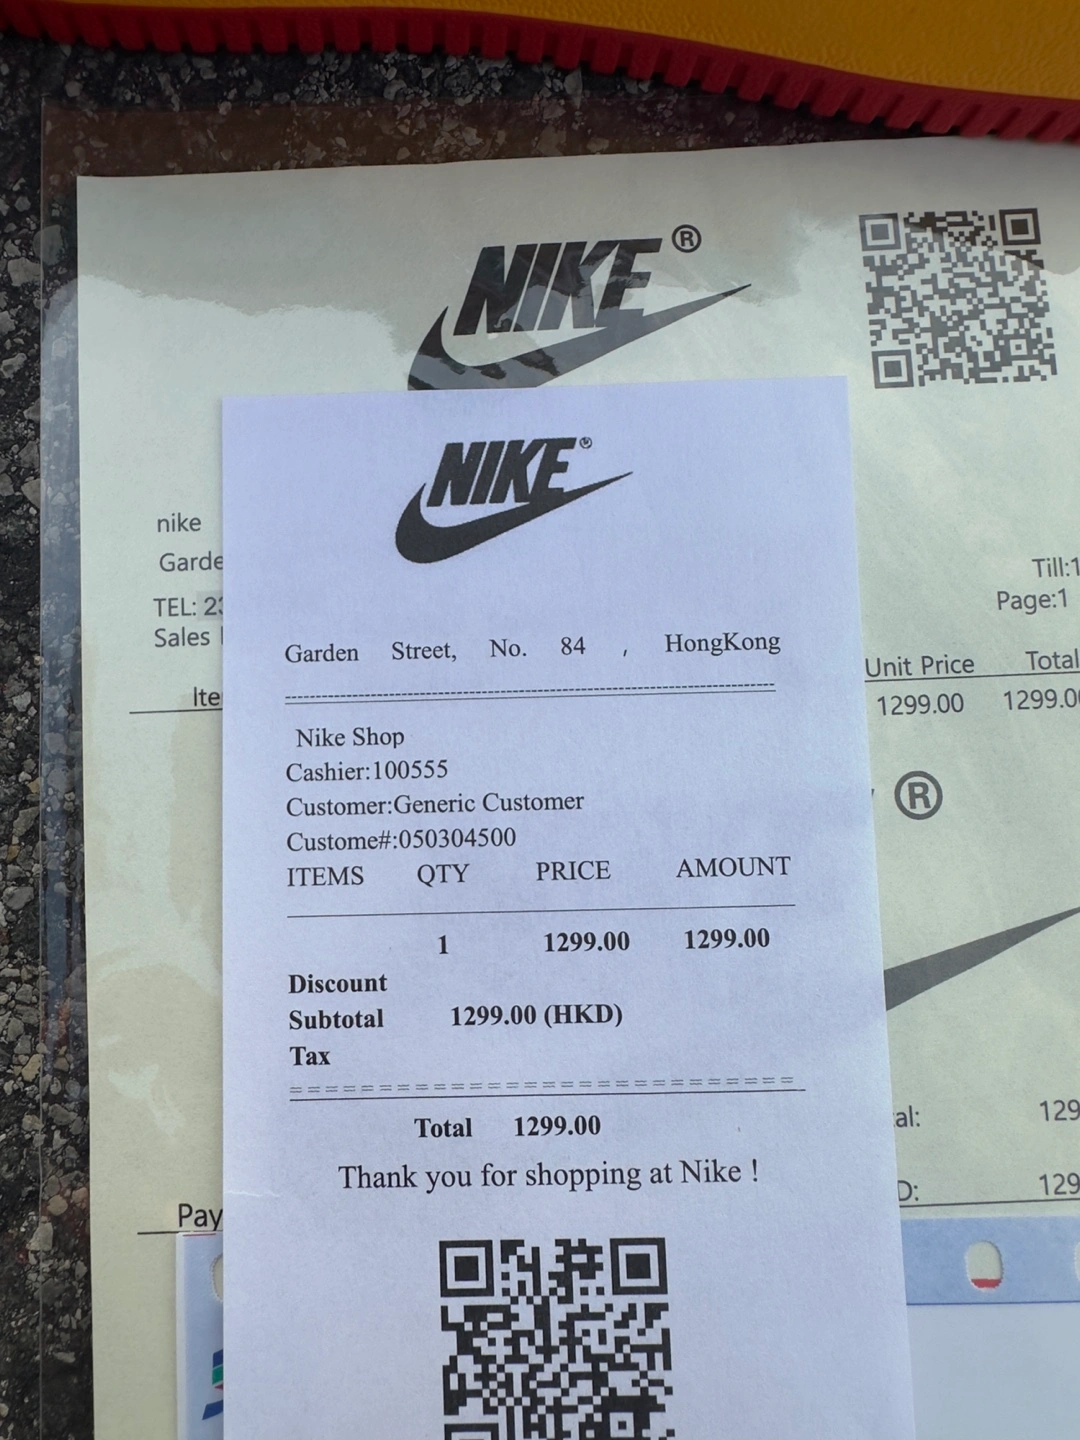 NIKE®
nike
Garde
TEL: 2
Sales
Till:1
Page:1
Ite
Unit Price Total
1299.00 1299.0
®
al: 129
D: 129
Pay
NIKE®
Garden Street, No. 84 , HongKong
Nike Shop
Cashier:100555
Customer:Generic Customer
Custome#:050304500
ITEMS QTY PRICE AMOUNT
1 1299.00 1299.00
Discount
Subtotal 1299.00 (HKD)
Tax
Total 1299.00
Thank you for shopping at Nike !